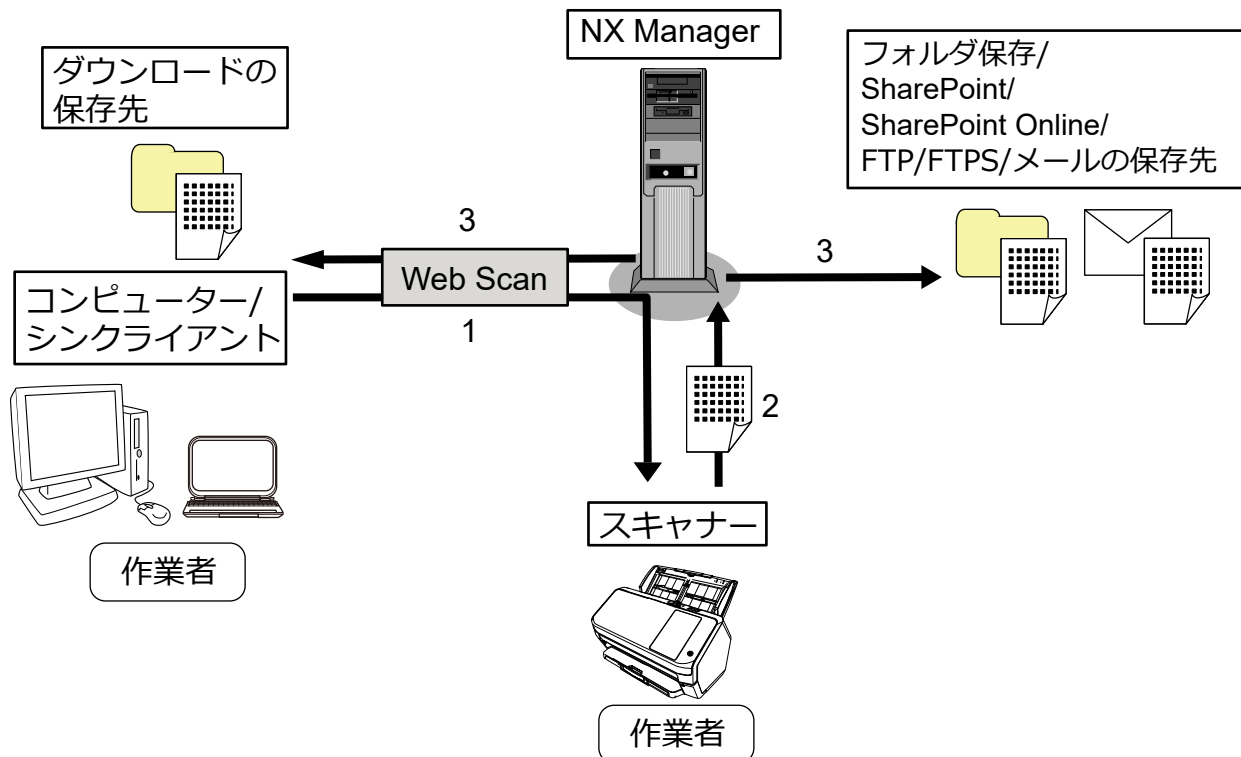 NX Manager
ダウンロードの
保存先
フォルダ保存/
SharePoint/
SharePoint Online/
FTP/FTPS/メールの保存先
3
Web Scan
1
3
コンピューター/
シンクライアント
2
作業者
スキャナー
作業者